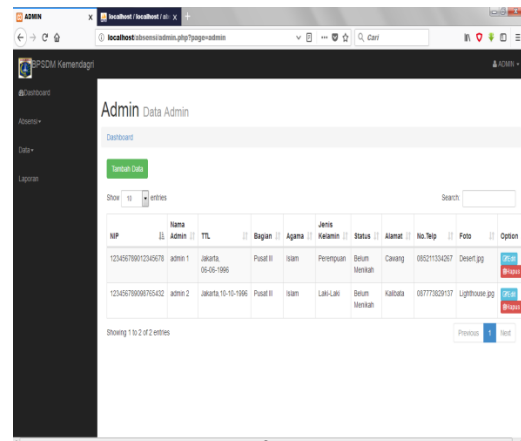 ADMIN X
localhost / localhost / abs X +
localhost/absensi/admin.php?page=admin
Cari
BPSDM Kemendagri
ADMIN
Dashboard
Absensi
Data
Laporan
Admin Data Admin
Dashboard
Tambah Data
Show 10 entries
Search:
NIP Nama Admin TTL Bagian Agama Jenis Kelamin Status Alamat No.Telp Foto Option
123456789012345678 admin 1 Jakarta, 06-06-1996 Pusat III Islam Perempuan Belum Menikah Cawang 085211334267 Desert.jpg Edit
Hapus
123456789098765432 admin 2 Jakarta,10-10-1996 Pusat III Islam Laki-Laki Belum Menikah Kalibata 087773829137 Lighthouse.jpg Edit
Hapus
Showing 1 to 2 of 2 entries
Previous 1 Next